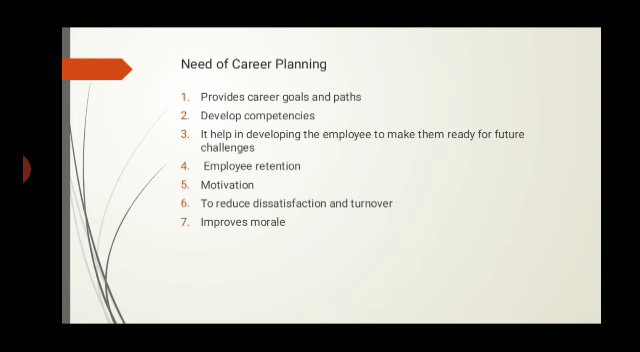 Need of Career Planning
1. Provides career goals and paths
2. Develop competencies
3. It help in developing the employee to make them ready for future
challenges
4. Employee retention
5. Motivation
6. To reduce dissatisfaction and turnover
7. Improves morale